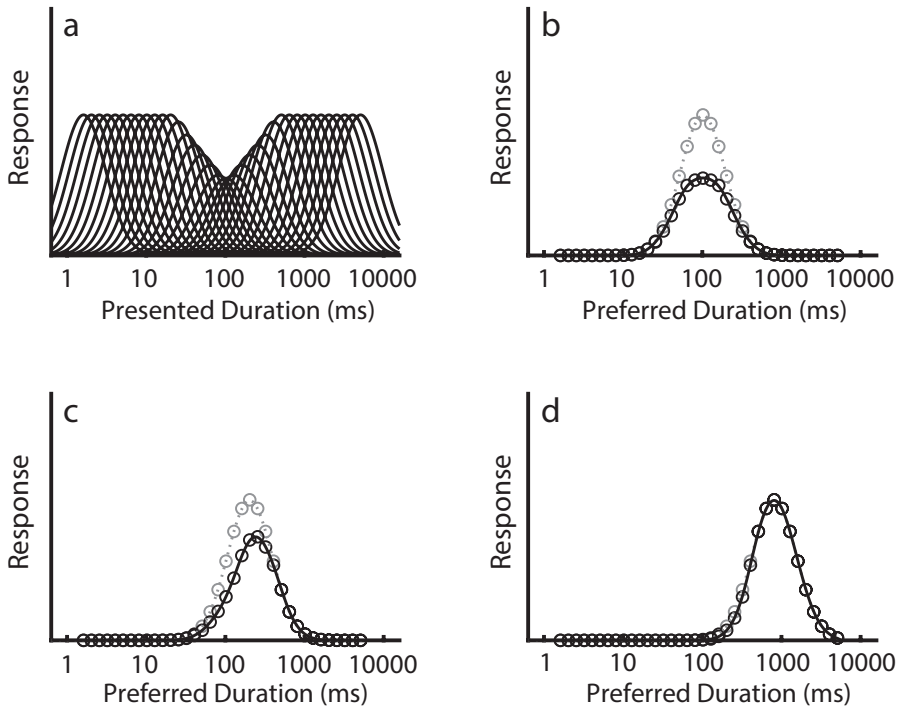 a
Response
1 10 100 1000 10000
Presented Duration (ms)
b
Response
1 10 100 1000 10000
Preferred Duration (ms)
c
Response
1 10 100 1000 10000
Preferred Duration (ms)
d
Response
1 10 100 1000 10000
Preferred Duration (ms)